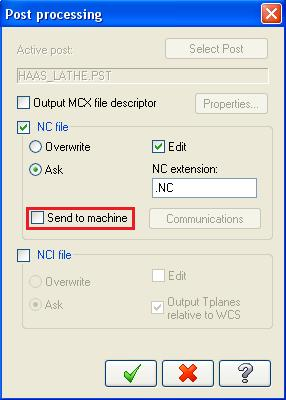 Post processing
Active post:
Select Post
HAAS_LATHE.PST
Output MCX file descriptor
Properties...
NC file
Overwrite
Edit
Ask
NC extension:
.NC
Send to machine
Communications
NCI file
Overwrite
Edit
Ask
Output Tplanes
relative to WCS
?